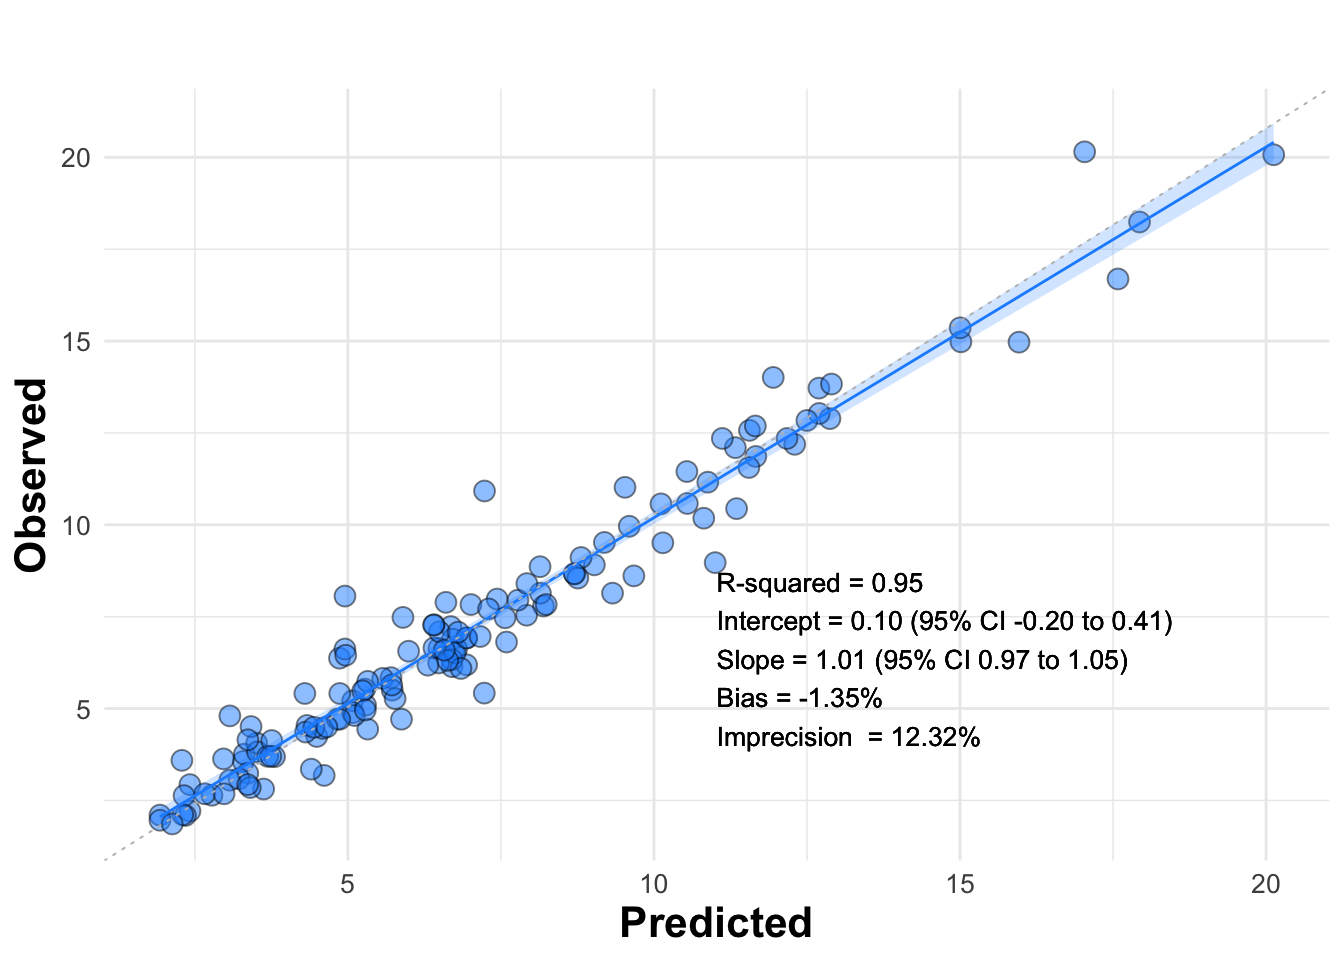 20
15
10
5
Observed
R-squared = 0.95
Intercept = 0.10 (95% CI -0.20 to 0.41)
Slope = 1.01 (95% CI 0.97 to 1.05)
Bias = -1.35%
Imprecision  = 12.32%
5 10 15 20
Predicted